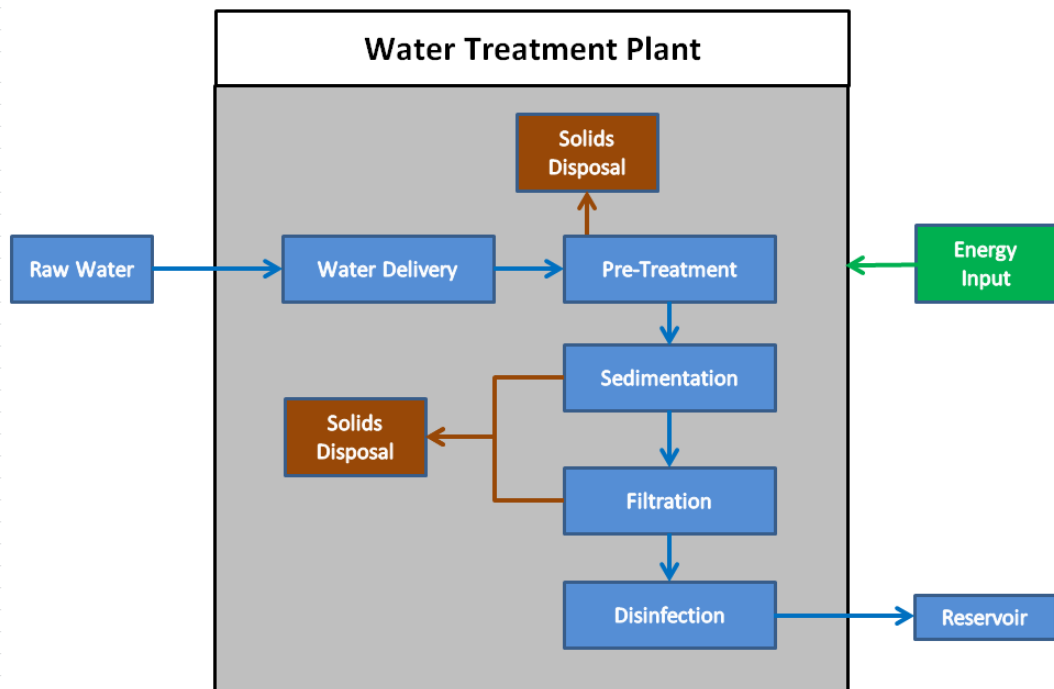 Water Treatment Plant
Solids
Disposal
Raw Water
Water Delivery
Pre-Treatment
Energy
Input
Sedimentation
Solids
Disposal
Filtration
Disinfection
Reservoir